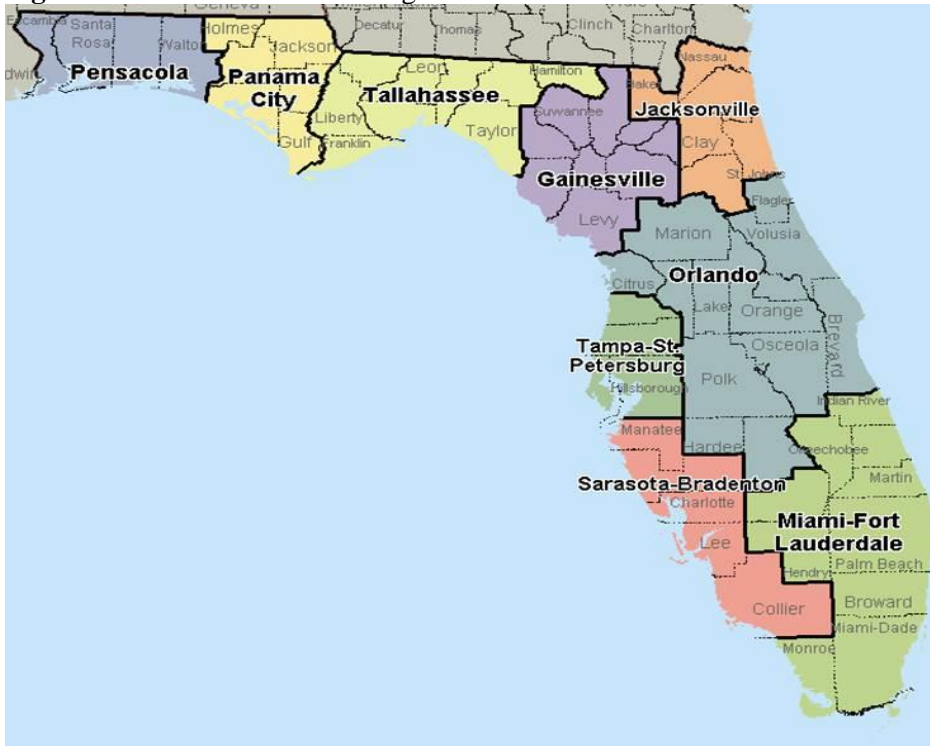 Geneva
Escambia
Santa
Rosa
Walton
Holmes
Jackson
Decatur
Thomas
Clinch
Charlton
Nassau
Pensacola
Panama
City
Leon
Hamilton
Baker
Tallahassee
Liberty
Gulf
Franklin
Taylor
Suwannee
Jacksonville
Clay
Gainesville
St. Johns
Levy
Flagler
Marion
Volusia
Orlando
Citrus
Lake
Orange
Osceola
Brevard
Tampa-St.
Petersburg
Hillsborough
Polk
Indian River
Manatee
Hardee
Okeechobee
Sarasota-Bradenton
Martin
Charlotte
Miami-Fort
Lauderdale
Lee
Hendry
Palm Beach
Collier
Broward
Miami-Dade
Monroe